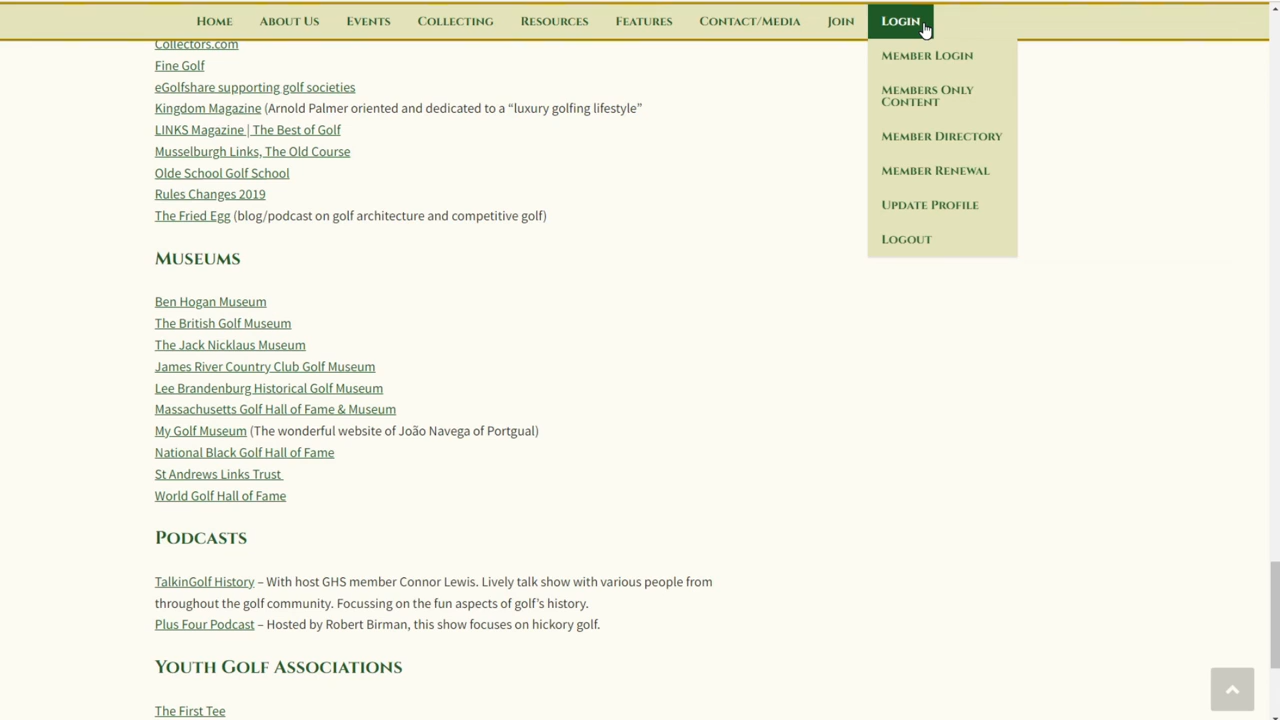 HOME ABOUT US EVENTS COLLECTING RESOURCES FEATURES CONTACT/MEDIA JOIN LOGIN
MEMBER LOGIN
MEMBERS ONLY
CONTENT
MEMBER DIRECTORY
MEMBER RENEWAL
UPDATE PROFILE
LOGOUT
Collectors.com
Fine Golf
eGolfshare supporting golf societies
Kingdom Magazine (Arnold Palmer oriented and dedicated to a “luxury golfing lifestyle”
LINKS Magazine | The Best of Golf
Musselburgh Links, The Old Course
Olde School Golf School
Rules Changes 2019
The Fried Egg (blog/podcast on golf architecture and competitive golf)
MUSEUMS
Ben Hogan Museum
The British Golf Museum
The Jack Nicklaus Museum
James River Country Club Golf Museum
Lee Brandenburg Historical Golf Museum
Massachusetts Golf Hall of Fame & Museum
My Golf Museum (The wonderful website of João Navega of Portgual)
National Black Golf Hall of Fame
St Andrews Links Trust
World Golf Hall of Fame
PODCASTS
TalkinGolf History – With host GHS member Connor Lewis. Lively talk show with various people from
throughout the golf community. Focussing on the fun aspects of golf’s history.
Plus Four Podcast – Hosted by Robert Birman, this show focuses on hickory golf.
YOUTH GOLF ASSOCIATIONS
The First Tee